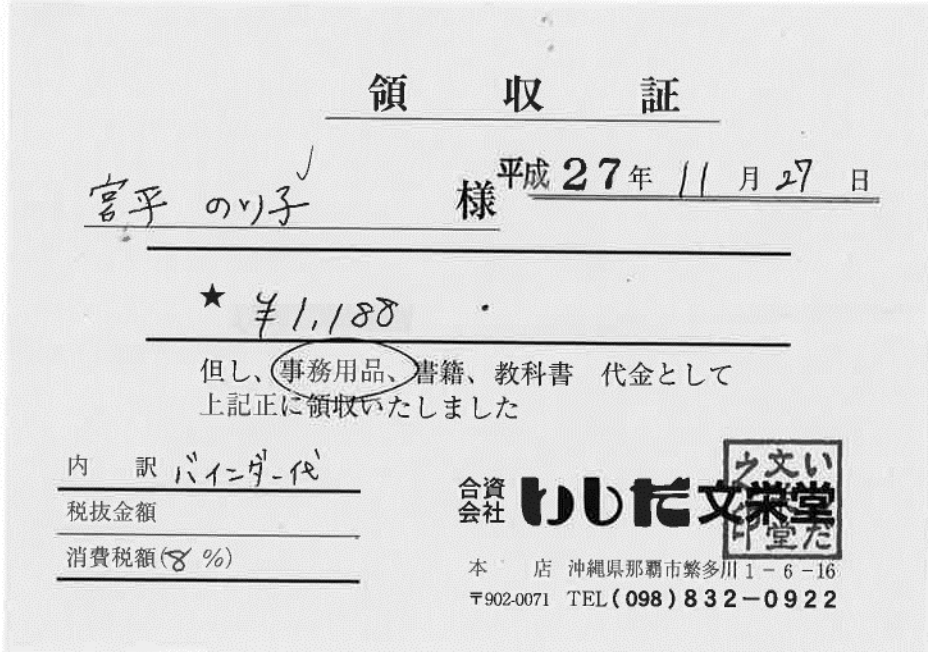 領 収 証
平成 27年 11月 27日
宮平 のり子 様
★ ¥1,188
但し、事務用品、書籍、教科書 代金として
上記正に領収いたしました
内 訳 バインダー代
税抜金額
消費税額(8%)
合資会社 いしだ文栄堂
本 店 沖縄県那覇市繁多川1-6-16
〒902-0071 TEL(098)832-0922